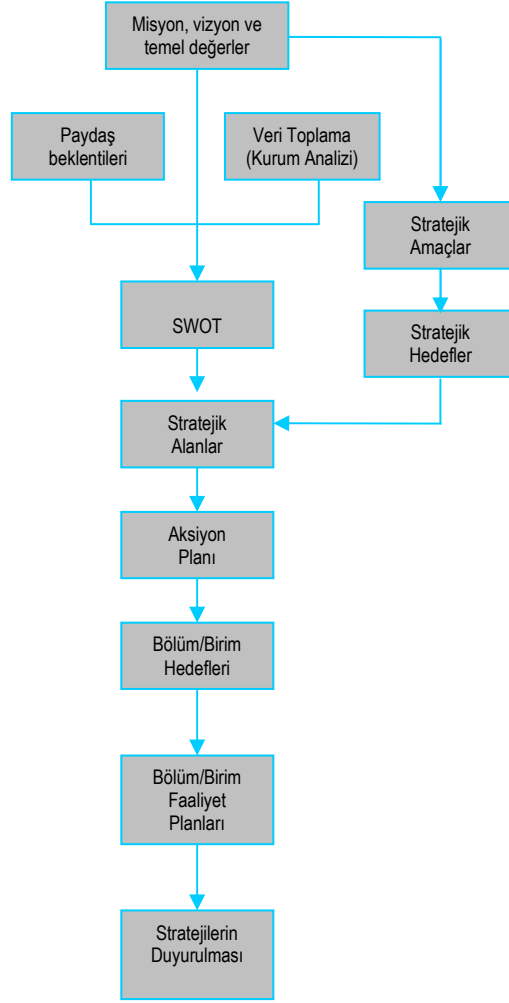 Misyon, vizyon ve
temel değerler
Paydaş
beklentileri
Veri Toplama
(Kurum Analizi)
Stratejik
Amaçlar
SWOT
Stratejik
Hedefler
Stratejik
Alanlar
Aksiyon
Planı
Bölüm/Birim
Hedefleri
Bölüm/Birim
Faaliyet
Planları
Stratejilerin
Duyurulması